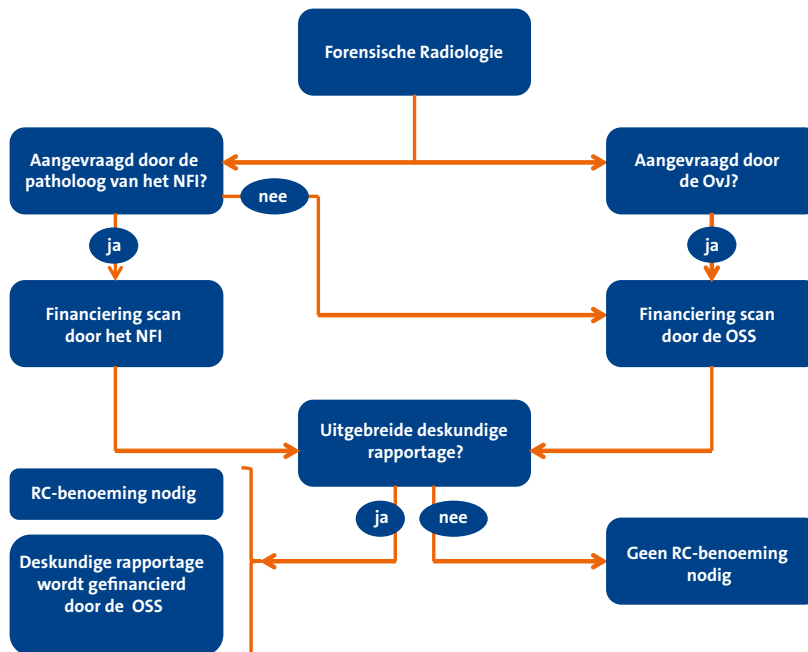 Forensische Radiologie
Aangevraagd door de
patholoog van het NFI?
Aangevraagd door
de OvJ?
nee
ja
ja
Financiering scan
door het NFI
Financiering scan
door de OSS
Uitgebreide deskundige
rapportage?
RC-benoeming nodig
ja
nee
Deskundige rapportage
wordt gefinancierd
door de OSS
Geen RC-benoeming
nodig